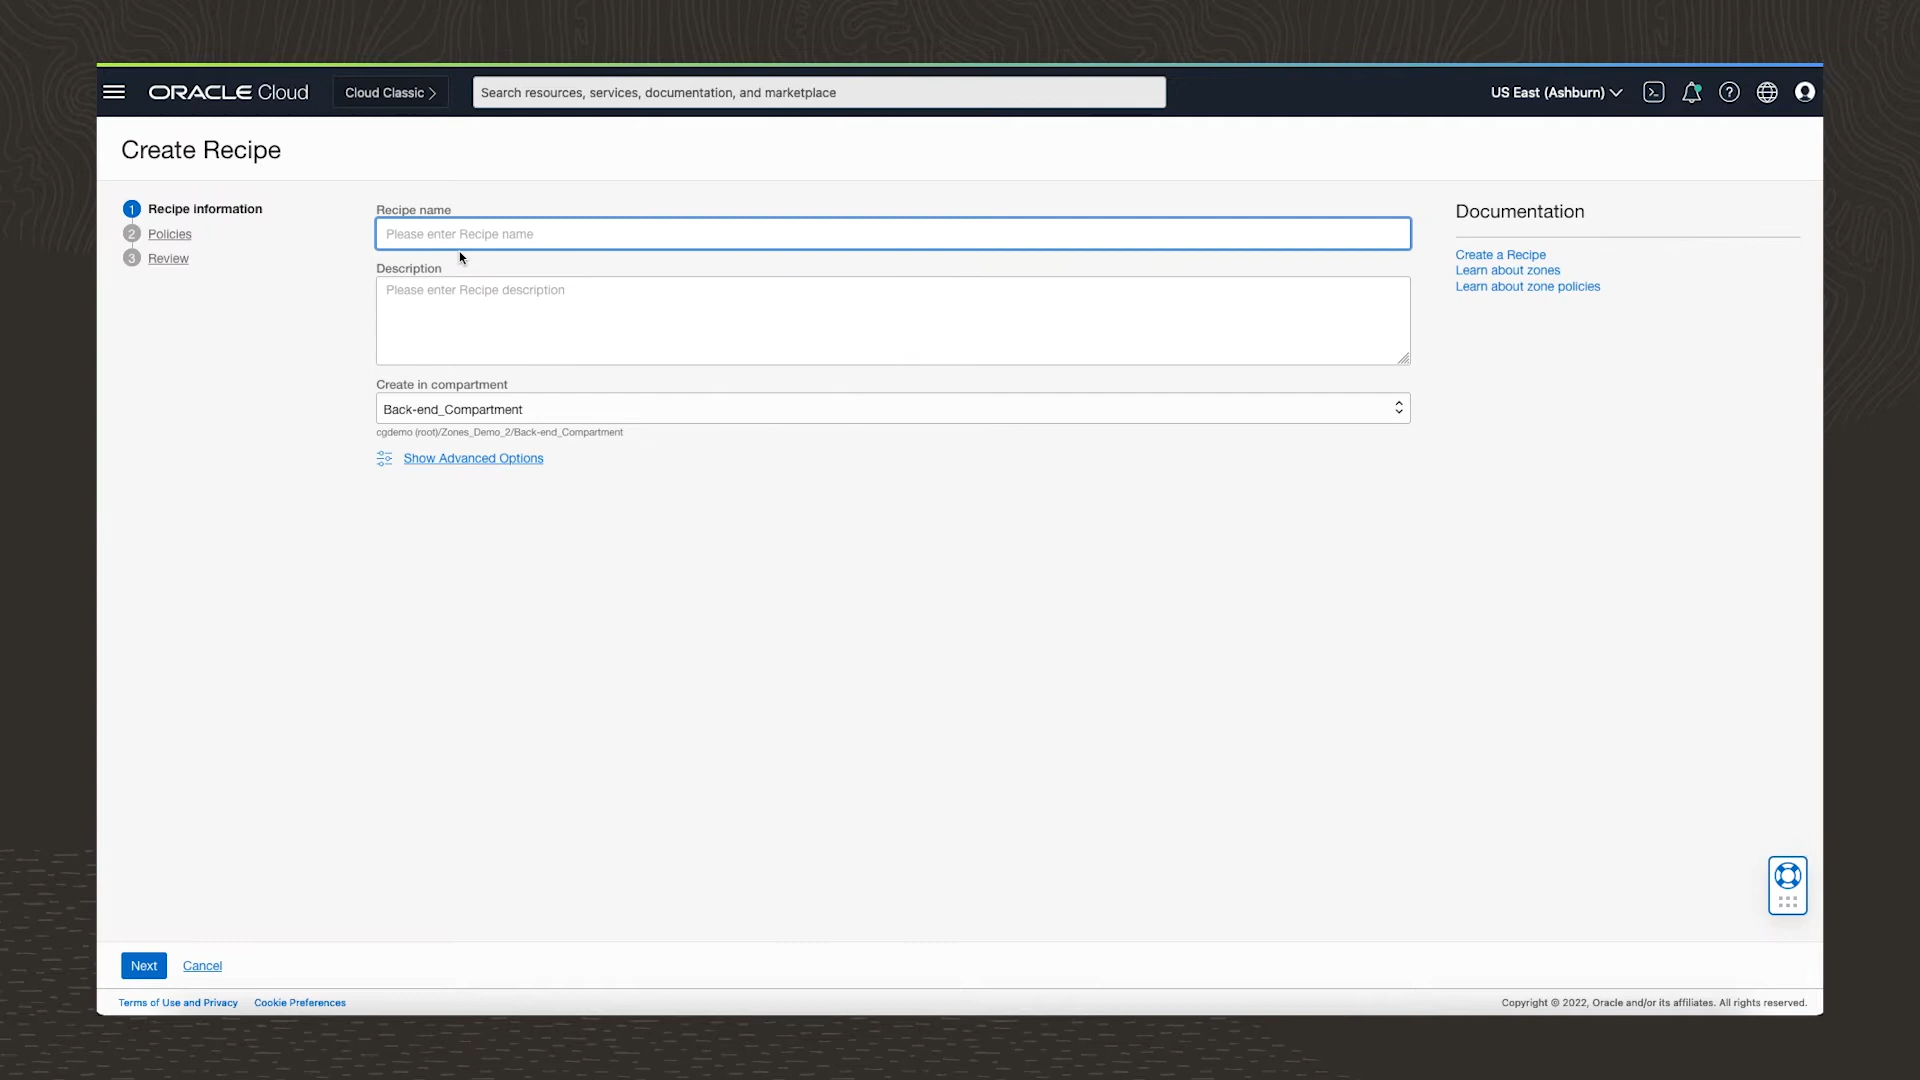 ORACLE Cloud
Cloud Classic
Search resources, services, documentation, and marketplace
US East (Ashburn)
Create Recipe
1 Recipe information
2 Policies
3 Review
Recipe name
Please enter Recipe name
Description
Please enter Recipe description
Create in compartment
Back-end_Compartment
cgdemo (root)/Zones_Demo_2/Back-end_Compartment
Show Advanced Options
Documentation
Create a Recipe
Learn about zones
Learn about zone policies
Next
Cancel
Terms of Use and Privacy
Cookie Preferences
Copyright © 2022, Oracle and/or its affiliates. All rights reserved.